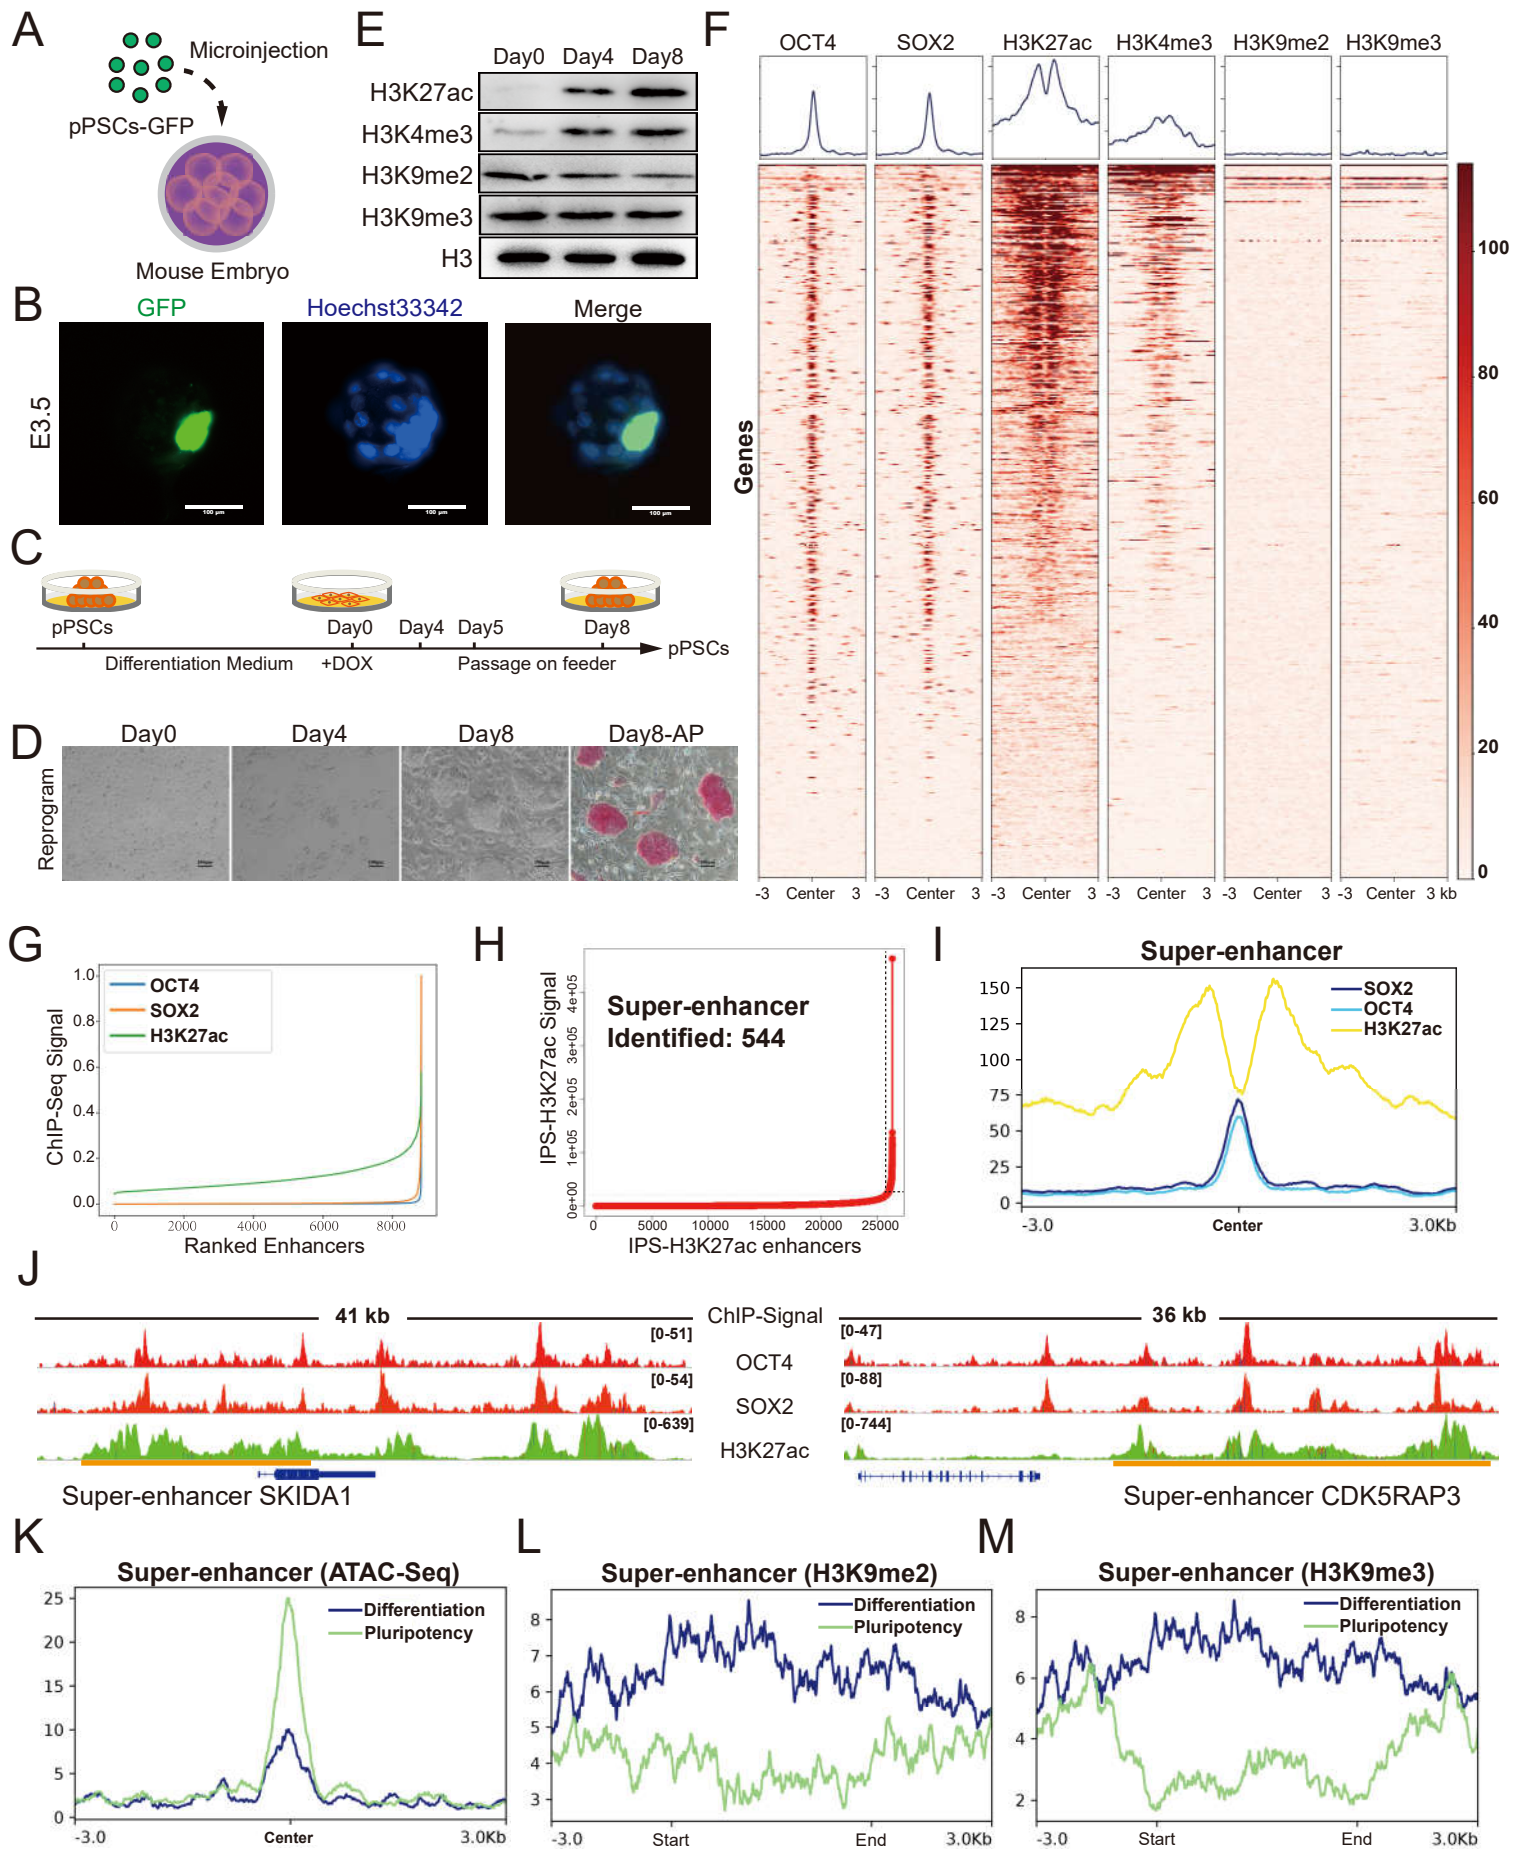 A
Microinjection
pPSCs-GFP
Mouse Embryo
B
GFP
Hoechst33342
Merge
E3.5
100 μm
100 μm
100 μm
C
pPSCs
Day0
Day4
Day5
Day8
pPSCs
Differentiation Medium
+DOX
Passage on feeder
D
Day0
Day4
Day8
Day8-AP
Reprogram
E
Day0
Day4
Day8
H3K27ac
H3K4me3
H3K9me2
H3K9me3
H3
F
OCT4
SOX2
H3K27ac
H3K4me3
H3K9me2
H3K9me3
Genes
100
80
60
40
20
0
-3 Center 3
-3 Center 3
-3 Center 3
-3 Center 3
-3 Center 3
-3 Center 3 kb
G
OCT4
SOX2
H3K27ac
ChIP-Seq Signal
1.0
0.8
0.6
0.4
0.2
0.0
0 2000 4000 6000 8000
Ranked Enhancers
H
Super-enhancer
Identified: 544
IPS-H3K27ac Signal
4e+05
3e+05
2e+05
1e+05
0e+00
0 5000 10000 15000 20000 25000
IPS-H3K27ac enhancers
I
Super-enhancer
SOX2
OCT4
H3K27ac
150
125
100
75
50
25
0
-3.0 Center 3.0Kb
J
41 kb
ChIP-Signal
36 kb
[0-51]
OCT4
[0-47]
[0-54]
SOX2
[0-88]
[0-639]
H3K27ac
[0-744]
Super-enhancer SKIDA1
Super-enhancer CDK5RAP3
K
Super-enhancer (ATAC-Seq)
Differentiation
Pluripotency
25
20
15
10
5
0
-3.0 Center 3.0Kb
L
Super-enhancer (H3K9me2)
Differentiation
Pluripotency
8
7
6
5
4
3
-3.0 Start End 3.0Kb
M
Super-enhancer (H3K9me3)
Differentiation
Pluripotency
8
6
4
2
-3.0 Start End 3.0Kb